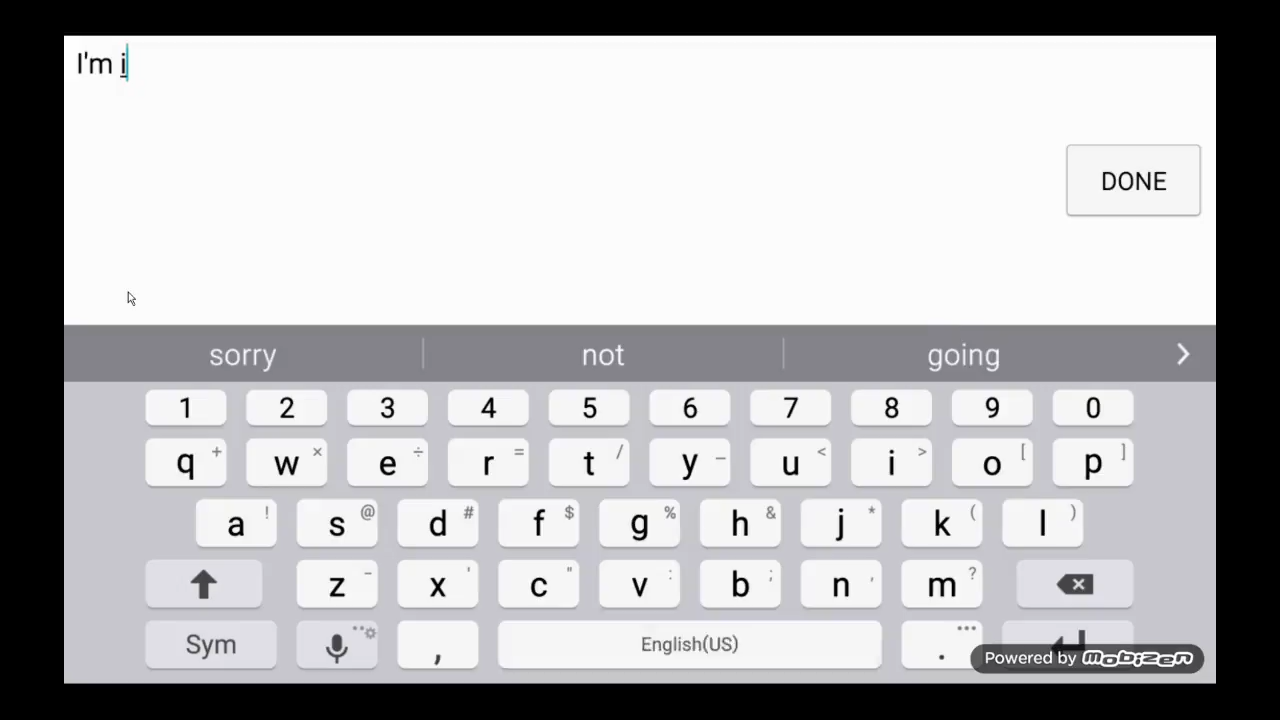 I'm i
DONE
sorry not going
1 2 3 4 5 6 7 8 9 0
q + w × e ÷ r = t / y _ u < i > o [ p ]
a ! s @ d # f $ g % h & j * k ( l )
z - x ' c " v : b ; n , m ?
Sym , English(US) .
Powered by mobizen